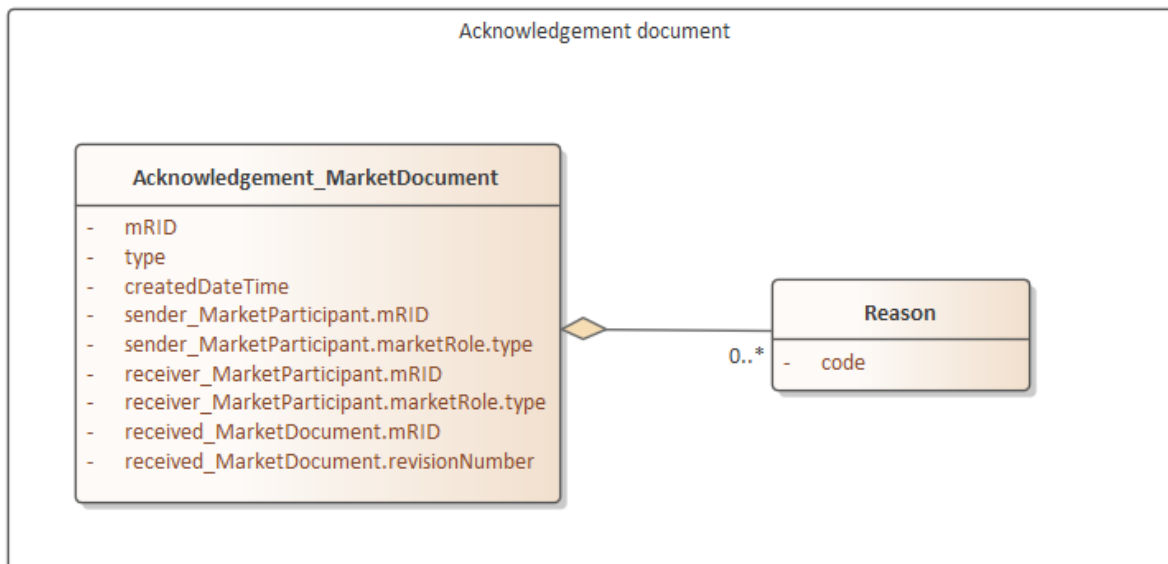 Acknowledgement document
Acknowledgement_MarketDocument
- mRID
- type
- createdDateTime
- sender_MarketParticipant.mRID
- sender_MarketParticipant.marketRole.type
- receiver_MarketParticipant.mRID
- receiver_MarketParticipant.marketRole.type
- received_MarketDocument.mRID
- received_MarketDocument.revisionNumber
0..*
Reason
- code